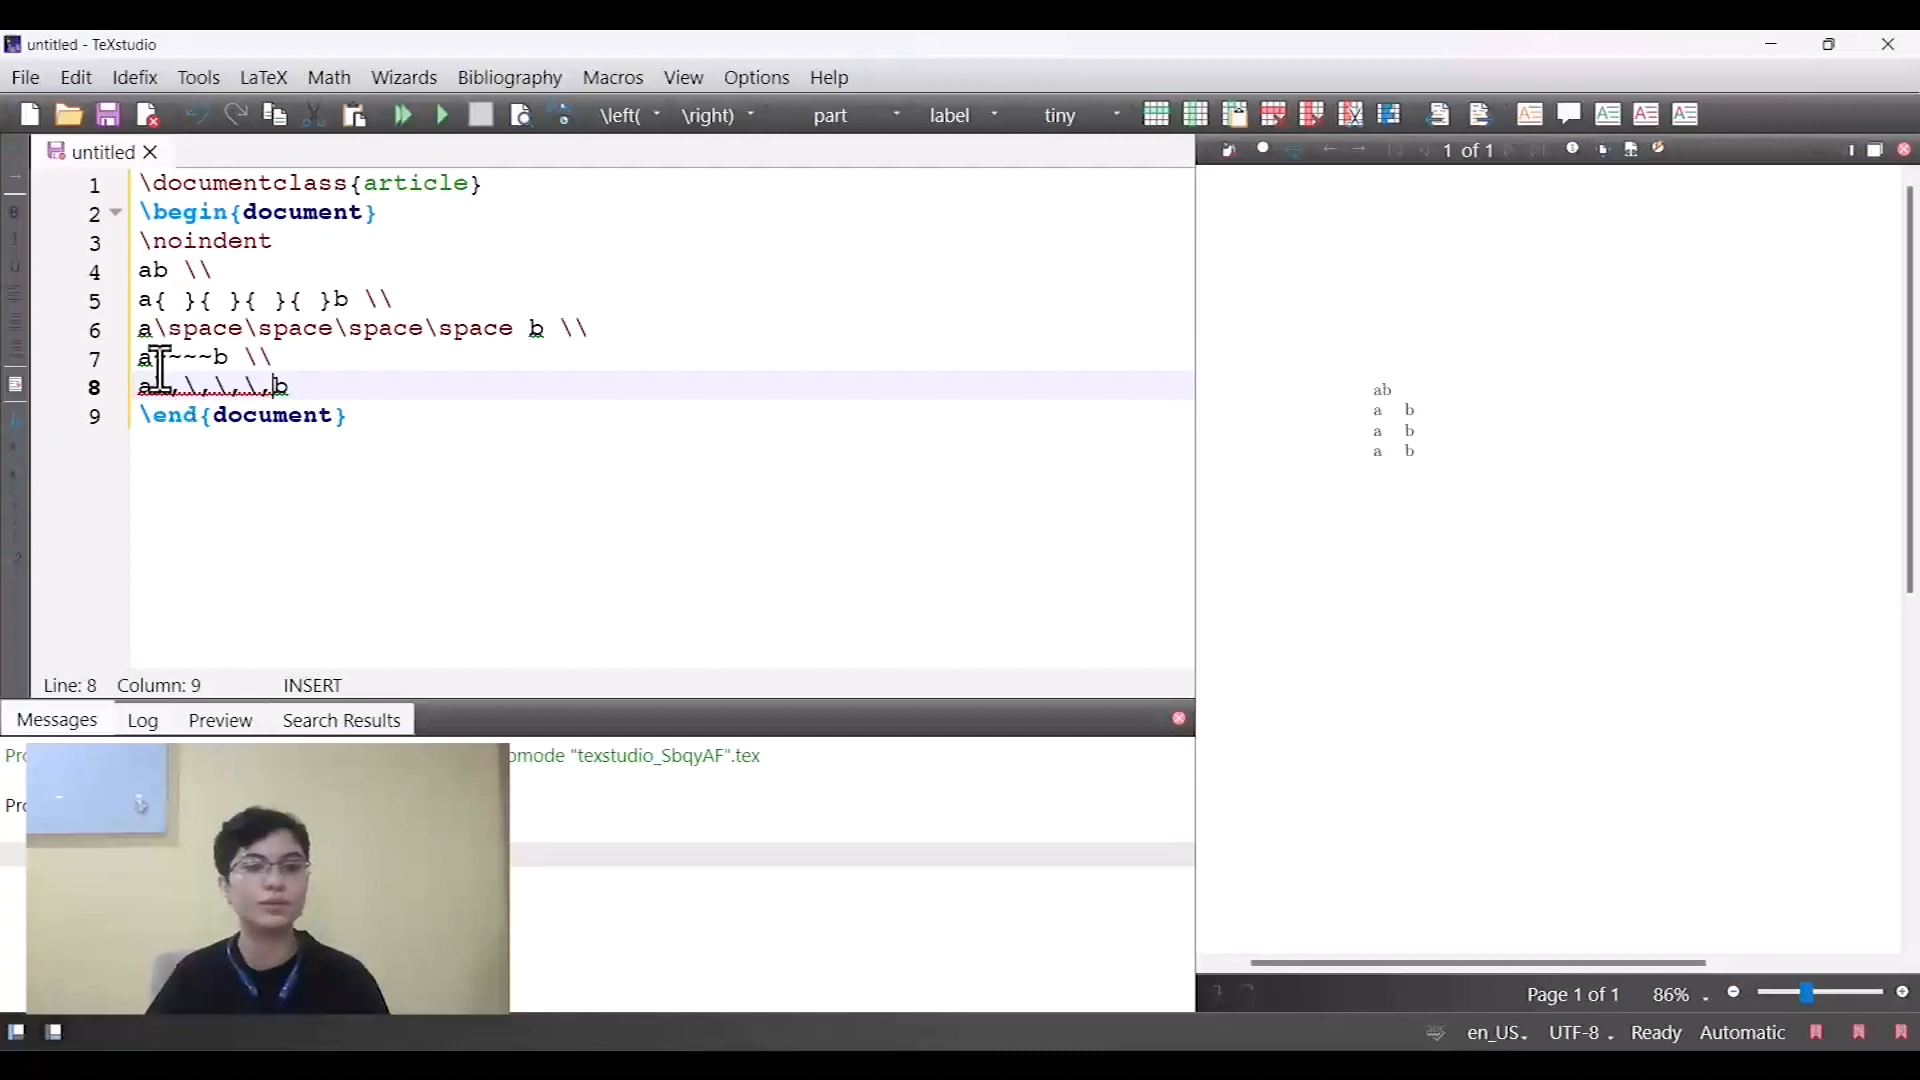 untitled - TeXstudio
File Edit Idefix Tools LaTeX Math Wizards Bibliography Macros View Options Help
\left( \right) part label tiny
untitled
1 of 1
1 \documentclass{article}
2 \begin{document}
3 \noindent
4 ab \\
5 a{ }{ }{ }{ }b \\
6 a\space\space\space\space b \\
7 a~~~~b \\
8 a\,\,\,\,b
9 \end{document}
ab
a b
a b
a b
Line: 8 Column: 9 INSERT
Messages Log Preview Search Results
"texstudio_SbqyAF".tex
Page 1 of 1 86%
en_US UTF-8 Ready Automatic